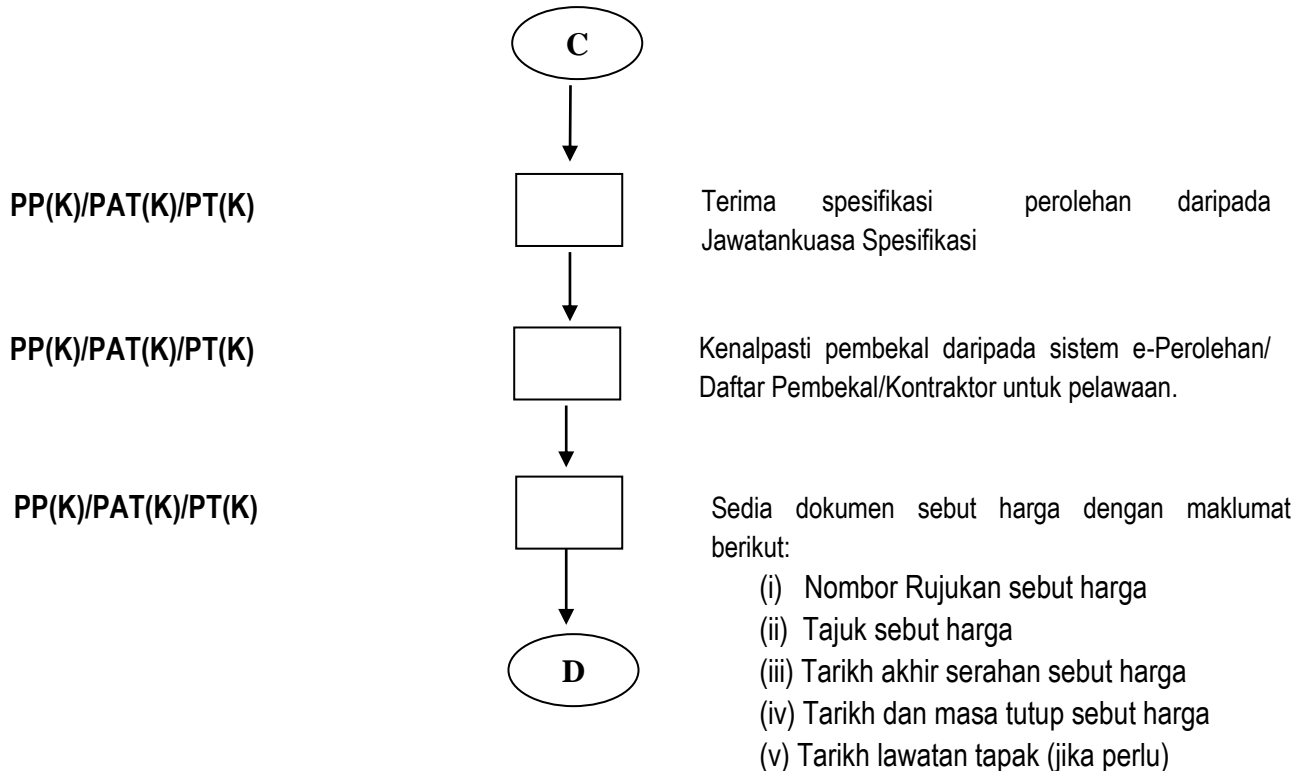 C
PP(K)/PAT(K)/PT(K)
Terima spesifikasi perolehan daripada
Jawatankuasa Spesifikasi
PP(K)/PAT(K)/PT(K)
Kenalpasti pembekal daripada sistem e-Perolehan/
Daftar Pembekal/Kontraktor untuk pelawaan.
PP(K)/PAT(K)/PT(K)
Sedia dokumen sebut harga dengan maklumat
berikut:
(i) Nombor Rujukan sebut harga
(ii) Tajuk sebut harga
(iii) Tarikh akhir serahan sebut harga
(iv) Tarikh dan masa tutup sebut harga
(v) Tarikh lawatan tapak (jika perlu)
D